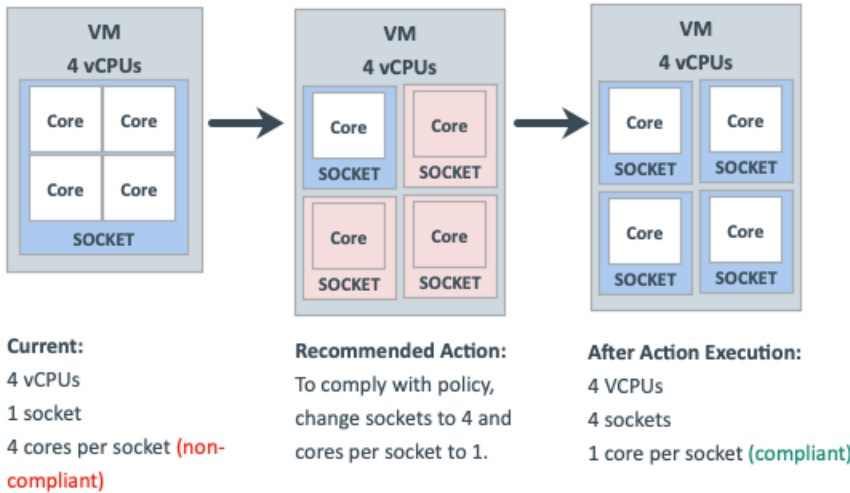 VM
4 vCPUs
Core Core
Core Core
SOCKET
VM
4 vCPUs
Core Core
SOCKET SOCKET
Core Core
SOCKET SOCKET
VM
4 vCPUs
Core Core
SOCKET SOCKET
Core Core
SOCKET SOCKET
Current:
4 vCPUs
1 socket
4 cores per socket (non-
compliant)
Recommended Action:
To comply with policy,
change sockets to 4 and
cores per socket to 1.
After Action Execution:
4 VCPUs
4 sockets
1 core per socket (compliant)